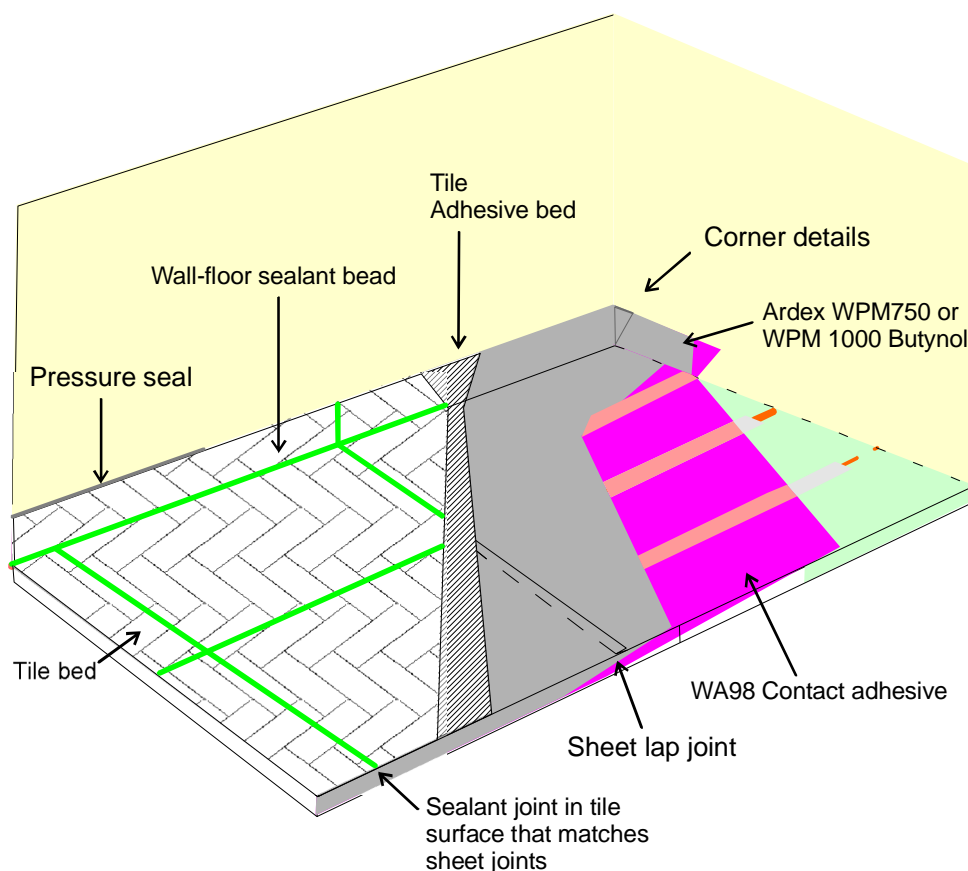 Tile
Adhesive bed
Corner details
Wall-floor sealant bead
Ardex WPM750 or
WPM 1000 Butynol
Pressure seal
Tile bed
WA98 Contact adhesive
Sheet lap joint
Sealant joint in tile
surface that matches
sheet joints